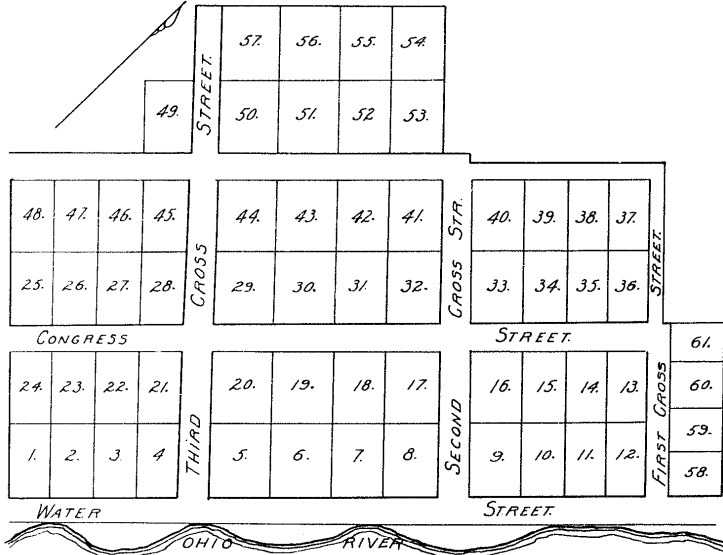 57. 56. 55. 54.
49. 50. 51. 52 53.
STREET.
48. 47. 46. 45. 44. 43. 42. 41. 40. 39. 38. 37.
25. 26. 27. 28. 29. 30. 31. 32. 33. 34. 35. 36.
CROSS
CROSS STR.
STREET.
CONGRESS STREET.
61.
24. 23. 22. 21. 20. 19. 18. 17. 16. 15. 14. 13. 60.
59.
1. 2. 3. 4 5. 6. 7. 8. 9. 10. 11. 12. 58.
THIRD
SECOND
FIRST CROSS
WATER STREET.
OHIO RIVER